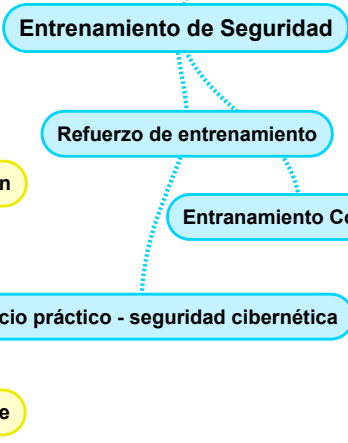 Entrenamiento de Seguridad
Refuerzo de entrenamiento
n
Entranamiento Co
cio práctico - seguridad cibernética
e